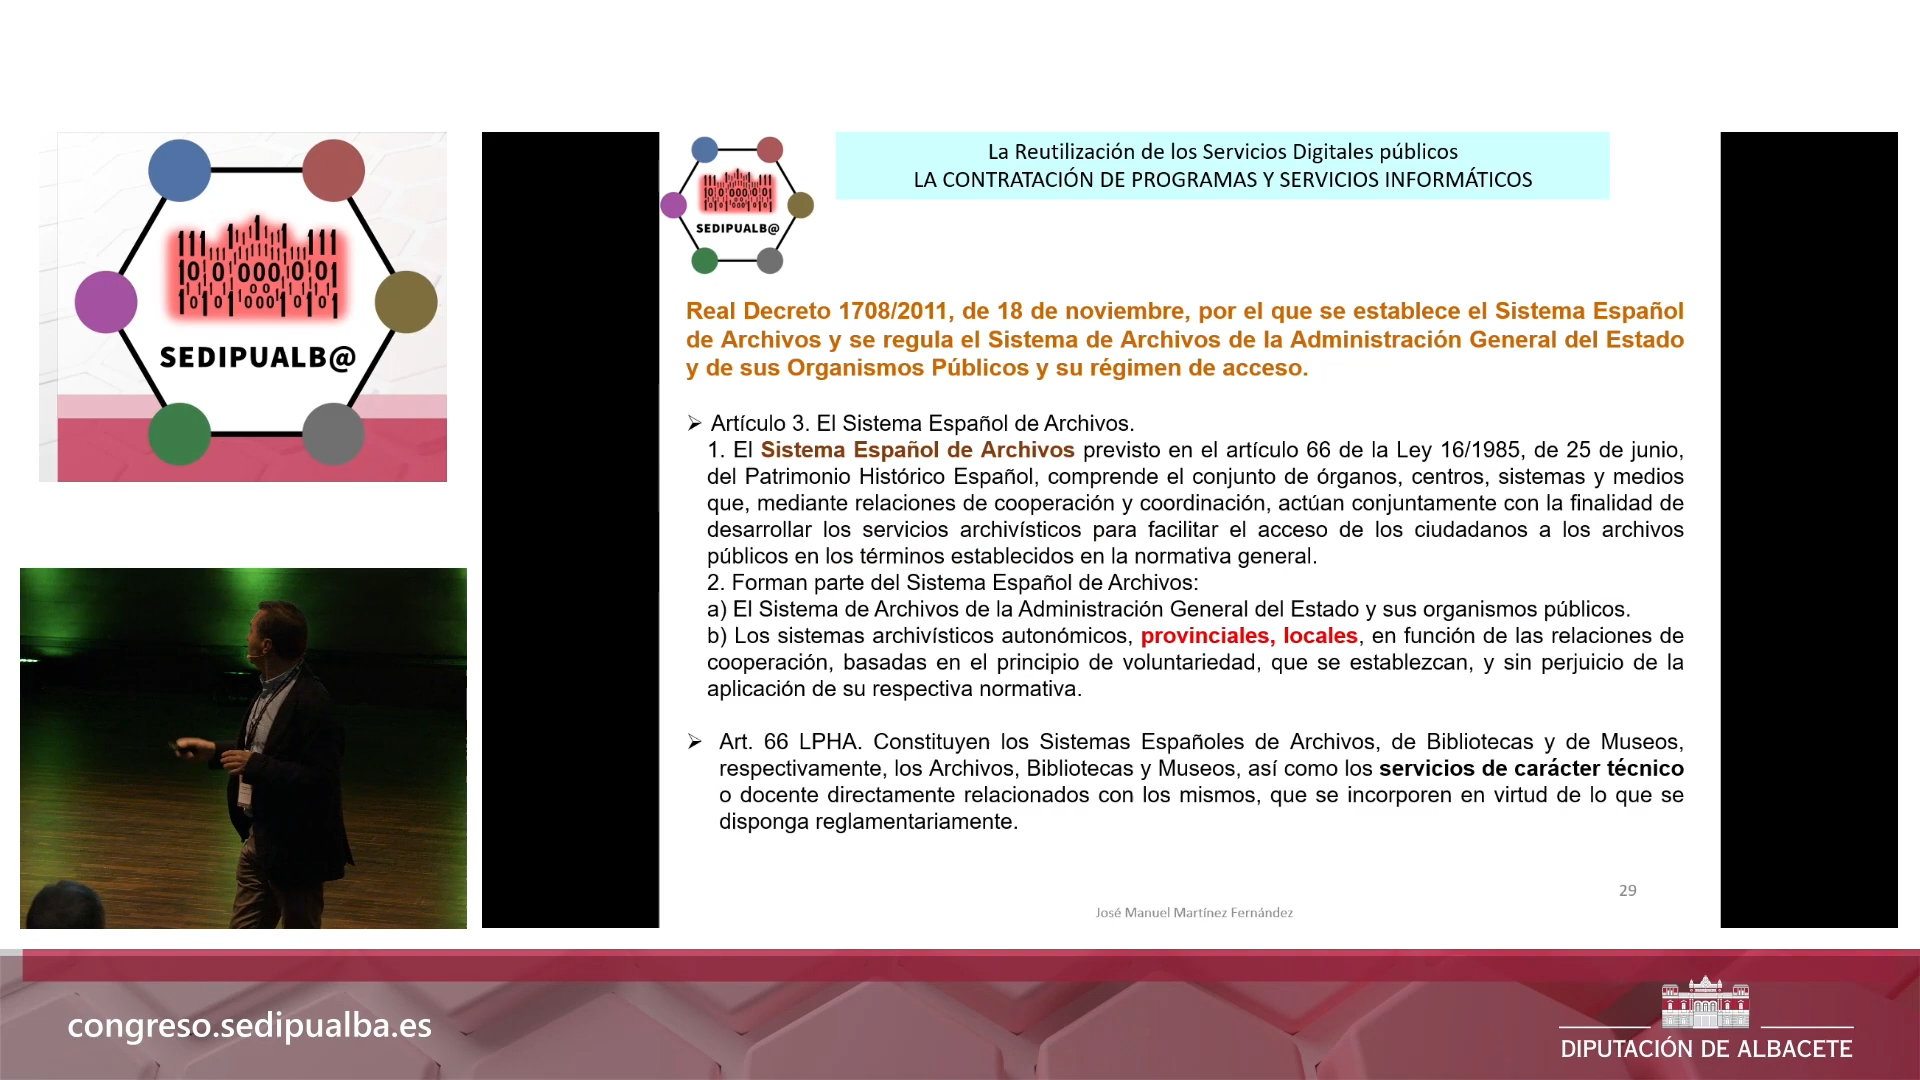 SEDIPUALB@
SEDIPUALB@
La Reutilización de los Servicios Digitales públicos
LA CONTRATACIÓN DE PROGRAMAS Y SERVICIOS INFORMÁTICOS
Real Decreto 1708/2011, de 18 de noviembre, por el que se establece el Sistema Español
de Archivos y se regula el Sistema de Archivos de la Administración General del Estado
y de sus Organismos Públicos y su régimen de acceso.
➢ Artículo 3. El Sistema Español de Archivos.
1. El Sistema Español de Archivos previsto en el artículo 66 de la Ley 16/1985, de 25 de junio,
del Patrimonio Histórico Español, comprende el conjunto de órganos, centros, sistemas y medios
que, mediante relaciones de cooperación y coordinación, actúan conjuntamente con la finalidad de
desarrollar los servicios archivísticos para facilitar el acceso de los ciudadanos a los archivos
públicos en los términos establecidos en la normativa general.
2. Forman parte del Sistema Español de Archivos:
a) El Sistema de Archivos de la Administración General del Estado y sus organismos públicos.
b) Los sistemas archivísticos autonómicos, provinciales, locales, en función de las relaciones de
cooperación, basadas en el principio de voluntariedad, que se establezcan, y sin perjuicio de la
aplicación de su respectiva normativa.
➢ Art. 66 LPHA. Constituyen los Sistemas Españoles de Archivos, de Bibliotecas y de Museos,
respectivamente, los Archivos, Bibliotecas y Museos, así como los servicios de carácter técnico
o docente directamente relacionados con los mismos, que se incorporen en virtud de lo que se
disponga reglamentariamente.
29
José Manuel Martínez Fernández
congreso.sedipualba.es
DIPUTACIÓN DE ALBACETE